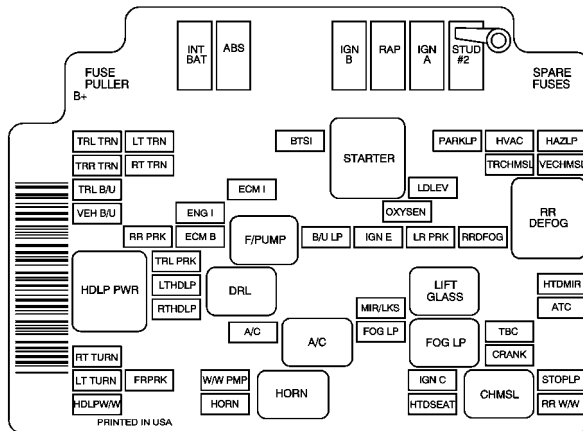 INT BAT
ABS
IGN B
RAP
IGN A
STUD #2
FUSE PULLER
B+
SPARE FUSES
TRL TRN
LT TRN
BTSI
STARTER
PARKLP
HVAC
HAZLP
TRR TRN
RT TRN
TRCHMSL
VECHMSL
TRL B/U
ECM I
LDLEV
RR DEFOG
VEH B/U
ENG I
OXYSEN
RR PRK
ECM B
F/PUMP
B/U LP
IGN E
LR PRK
RRDFOG
TRL PRK
HDLP PWR
LTHDLP
DRL
LIFT GLASS
HTDMIR
RTHDLP
MIR/LKS
ATC
A/C
A/C
FOG LP
FOG LP
TBC
CRANK
RT TURN
LT TURN
FRPRK
W/W PMP
HORN
IGN C
CHMSL
STOPLP
HDLPW/W
HORN
HTDSEAT
RR W/W
PRINTED IN USA